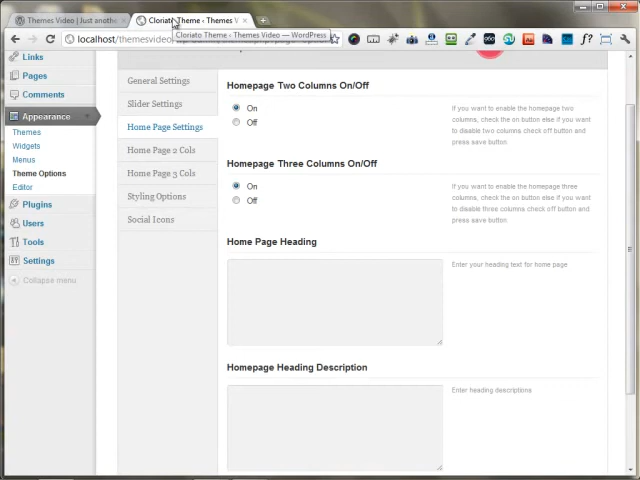 Themes Video | Just anoth
Cloriato Theme ‹ Themes V
Cloriato Theme ‹ Themes Video — WordPress
localhost/themesvideo
Links
Pages
Comments
Appearance
Themes
Widgets
Menus
Theme Options
Editor
Plugins
Users
Tools
Settings
Collapse menu
General Settings
Slider Settings
Home Page Settings
Home Page 2 Cols
Home Page 3 Cols
Styling Options
Social Icons
Homepage Two Columns On/Off
On
Off
If you want to enable the homepage two
columns, check the on button else if you want
to disable two columns check off button and
press save button.
Homepage Three Columns On/Off
On
Off
If you want to enable the homepage three
columns, check the on button else if you want
to disable three columns check off button and
press save button.
Home Page Heading
Enter your heading text for home page
Homepage Heading Description
Enter heading descriptions